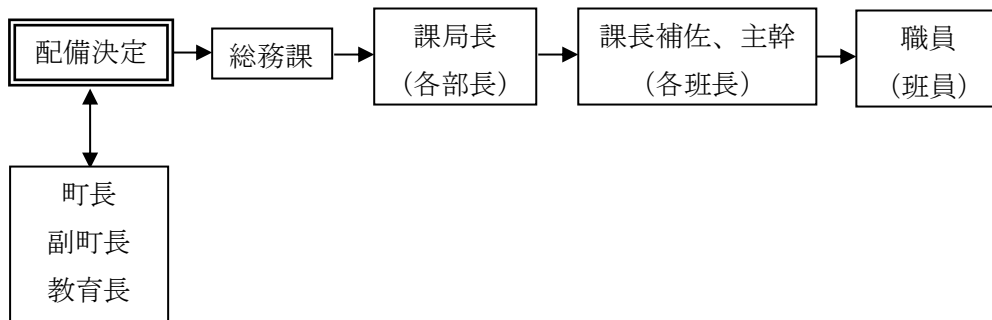 配備決定
総務課
課局長
（各部長）
課長補佐、主幹
（各班長）
職員
（班員）
町長
副町長
教育長